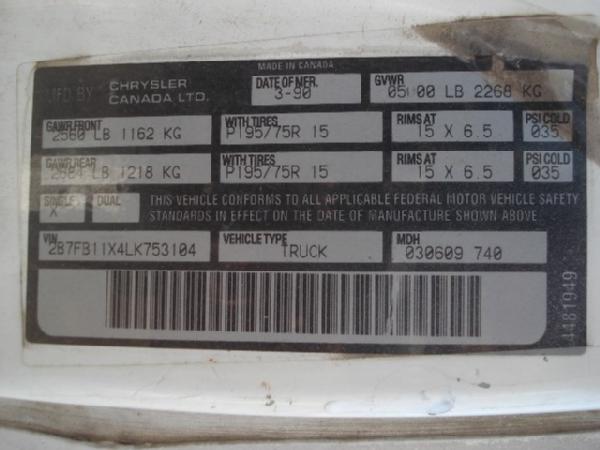 MADE IN CANADA
MFD BY CHRYSLER CANADA LTD. DATE OF MFR. 3-90 GVWR 05000 LB 2268 KG
GAWR FRONT 2560 LB 1162 KG WITH TIRES P195/75R 15 RIMS AT 15 X 6.5 PSI COLD 035
GAWR REAR 2684 LB 1218 KG WITH TIRES P195/75R 15 RIMS AT 15 X 6.5 PSI COLD 035
SINGLE X DUAL THIS VEHICLE CONFORMS TO ALL APPLICABLE FEDERAL MOTOR VEHICLE SAFETY
STANDARDS IN EFFECT ON THE DATE OF MANUFACTURE SHOWN ABOVE.
VIN 2B7FB11X4LK753104 VEHICLE TYPE TRUCK MDH 030609 740
4481949